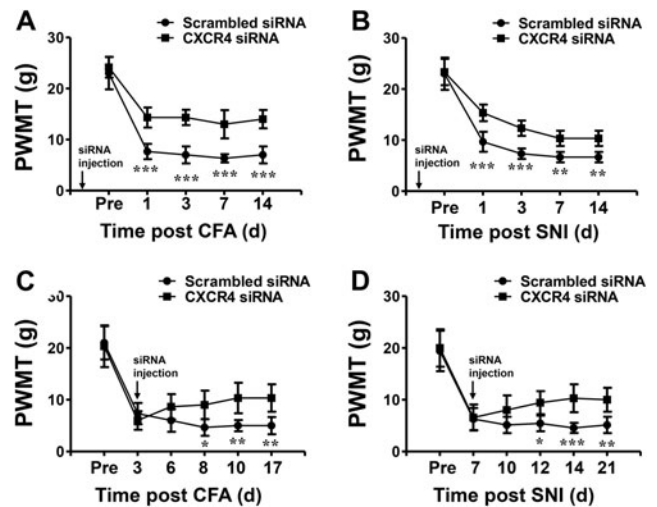 A
Scrambled siRNA
CXCR4 siRNA
PWMT (g)
30
20
10
0
siRNA
injection
*** *** *** ***
Pre 1 3 7 14
Time post CFA (d)
B
Scrambled siRNA
CXCR4 siRNA
PWMT (g)
30
20
10
0
siRNA
injection
*** *** ** **
Pre 1 3 7 14
Time post SNI (d)
C
Scrambled siRNA
CXCR4 siRNA
PWMT (g)
30
20
10
0
siRNA
injection
* ** **
Pre 3 6 8 10 17
Time post CFA (d)
D
Scrambled siRNA
CXCR4 siRNA
PWMT (g)
30
20
10
0
siRNA
injection
* *** **
Pre 7 10 12 14 21
Time post SNI (d)